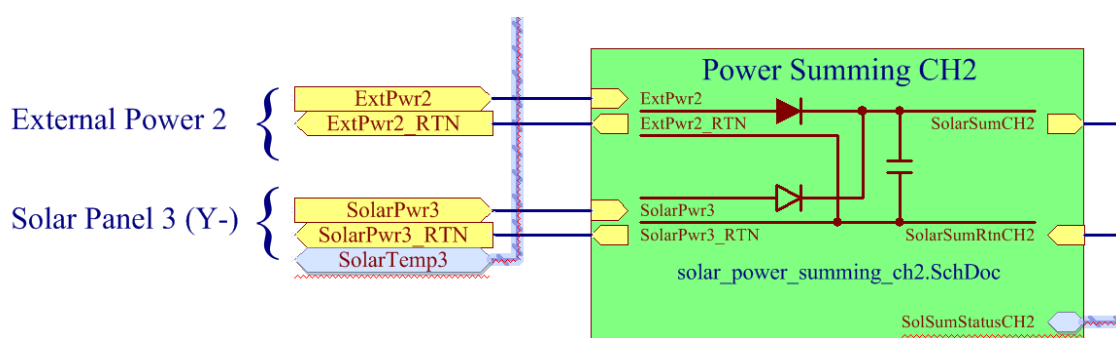 Power Summing CH2
External Power 2
ExtPwr2
ExtPwr2_RTN
ExtPwr2
ExtPwr2_RTN
SolarSumCH2
Solar Panel 3 (Y-)
SolarPwr3
SolarPwr3_RTN
SolarTemp3
SolarPwr3
SolarPwr3_RTN
SolarSumRtnCH2
solar_power_summing_ch2.SchDoc
SolSumStatusCH2